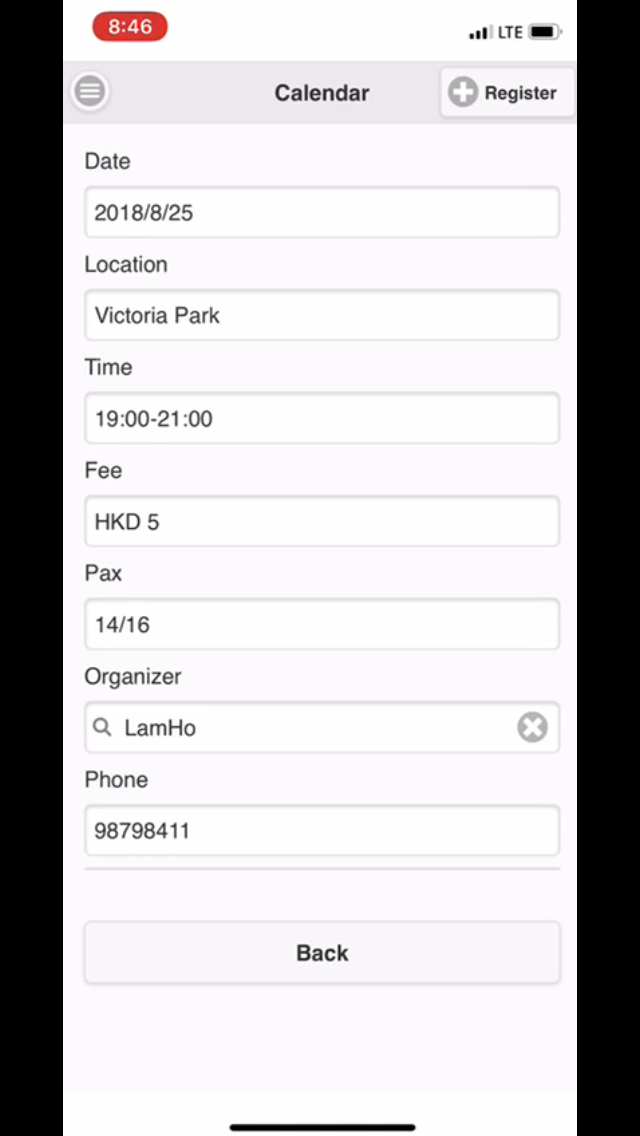 8:46
LTE
Calendar
Register
Date
2018/8/25
Location
Victoria Park
Time
19:00-21:00
Fee
HKD 5
Pax
14/16
Organizer
LamHo
Phone
98798411
Back